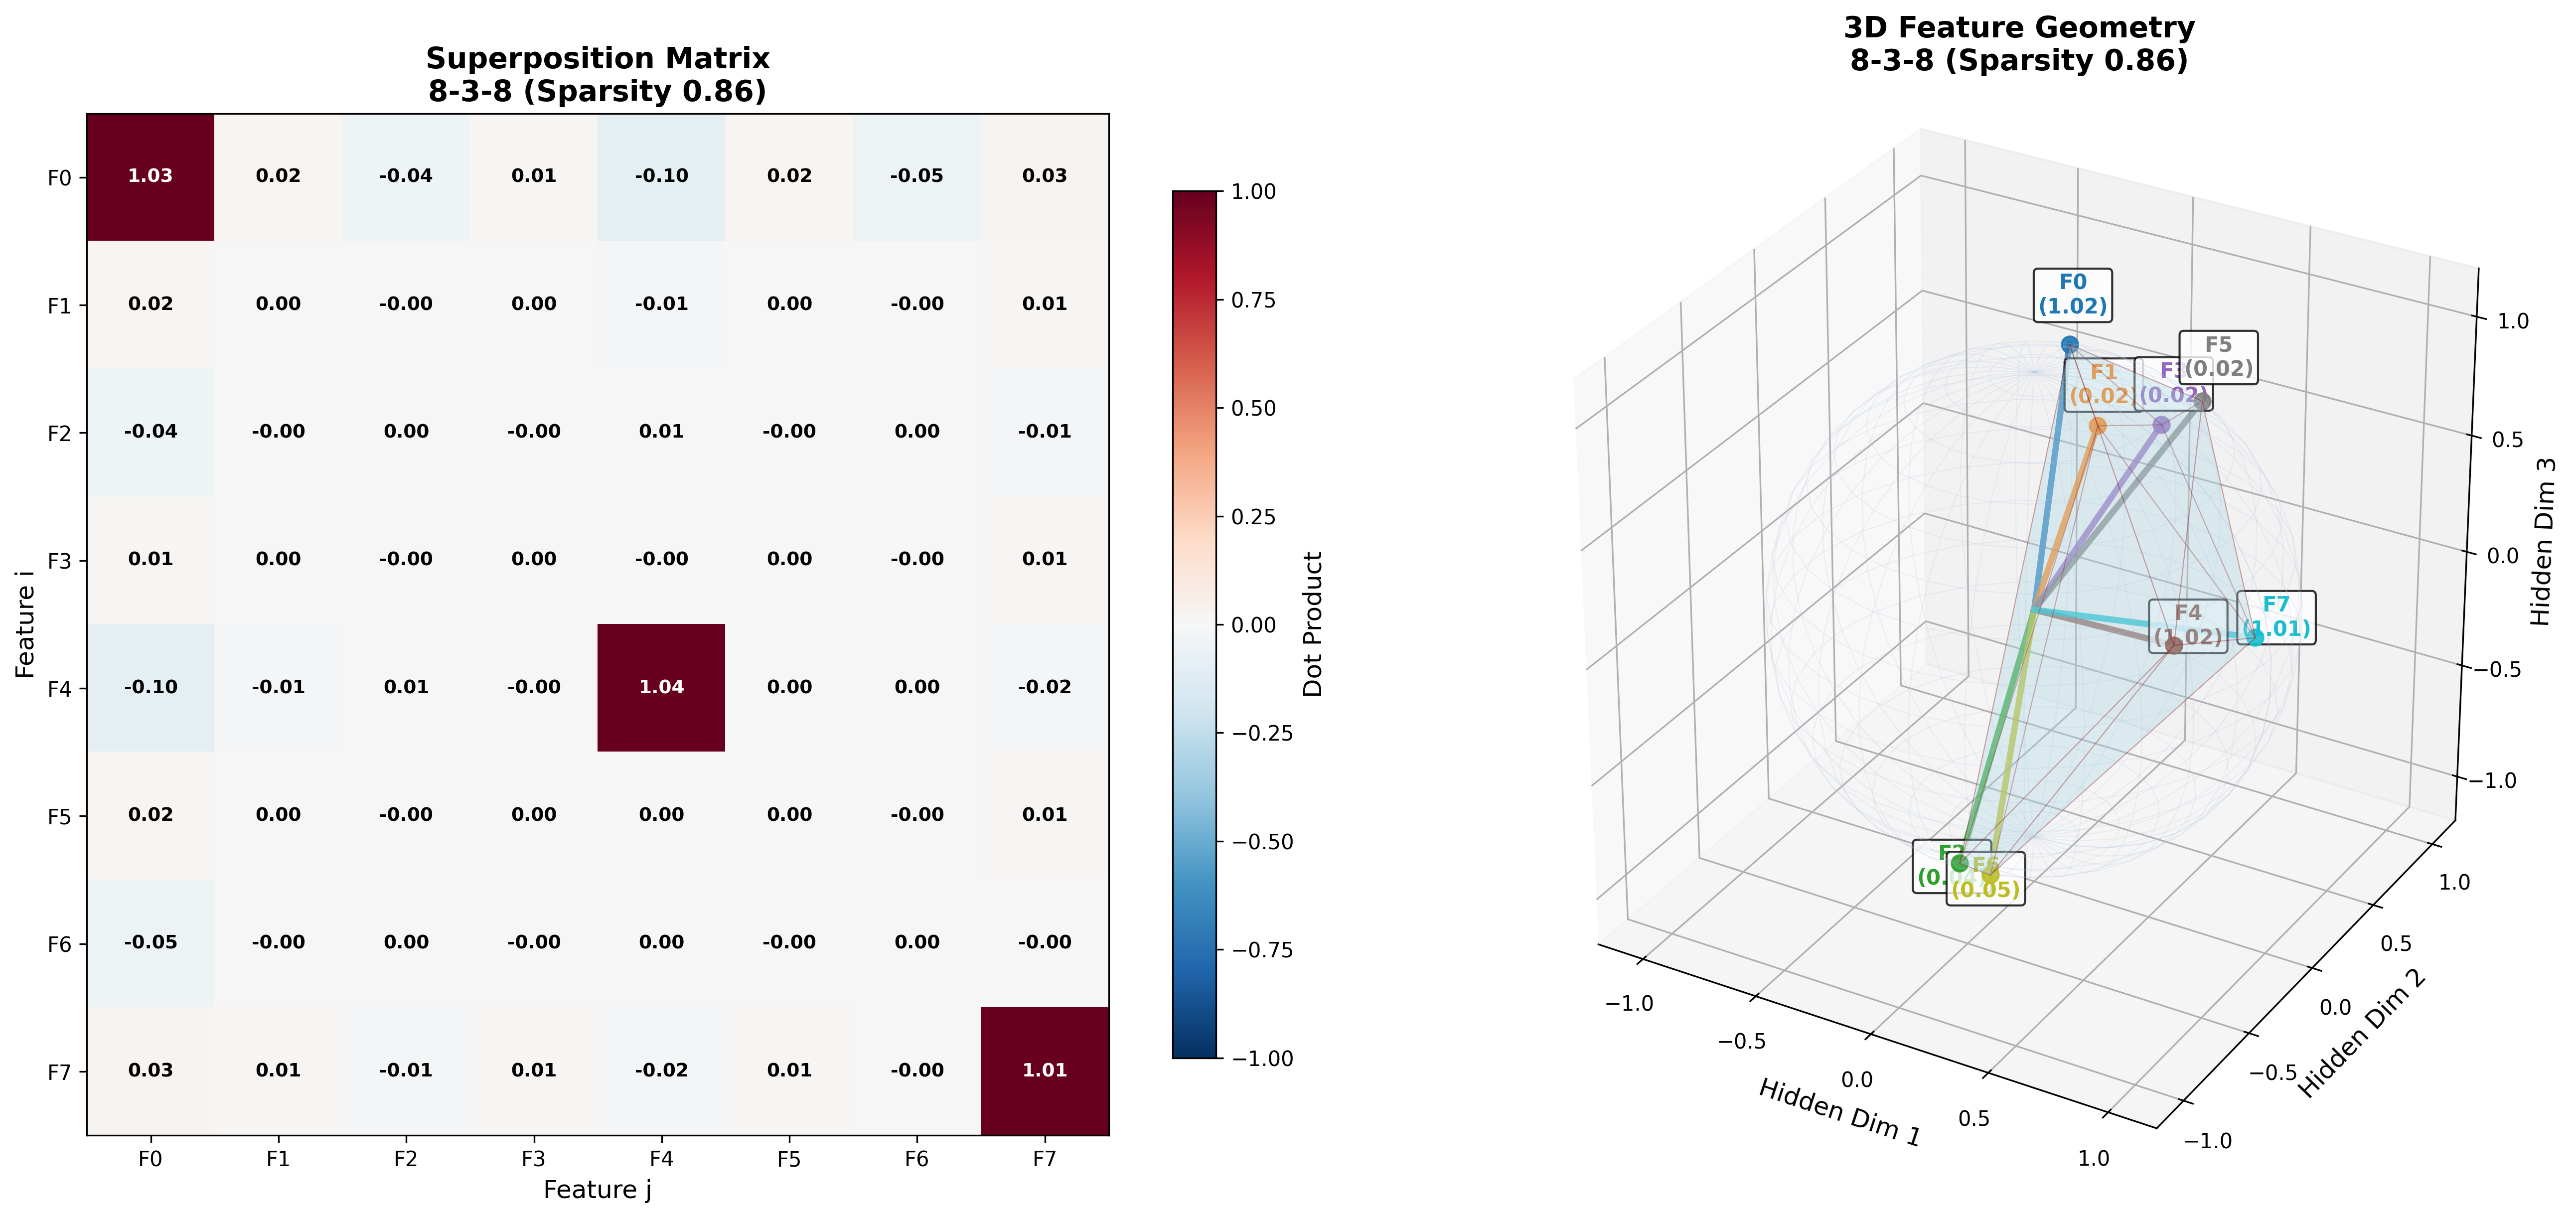 Superposition Matrix
8-3-8 (Sparsity 0.86)
F0 1.03 0.02 -0.04 0.01 -0.10 0.02 -0.05 0.03
F1 0.02 0.00 -0.00 0.00 -0.01 0.00 -0.00 0.01
F2 -0.04 -0.00 0.00 -0.00 0.01 -0.00 0.00 -0.01
F3 0.01 0.00 -0.00 0.00 -0.00 0.00 -0.00 0.01
F4 -0.10 -0.01 0.01 -0.00 1.04 0.00 0.00 -0.02
F5 0.02 0.00 -0.00 0.00 0.00 0.00 -0.00 0.01
F6 -0.05 -0.00 0.00 -0.00 0.00 -0.00 0.00 -0.00
F7 0.03 0.01 -0.01 0.01 -0.02 0.01 -0.00 1.01
F0 F1 F2 F3 F4 F5 F6 F7
Feature j
Feature i
1.00
0.75
0.50
0.25
0.00
−0.25
−0.50
−0.75
−1.00
Dot Product
3D Feature Geometry
8-3-8 (Sparsity 0.86)
F0
(1.02)
F1
(0.02)
F3
(0.02)
F5
(0.02)
F4
(1.02)
F7
(1.01)
F2
F6
(0.05)
1.0
0.5
0.0
−0.5
−1.0
Hidden Dim 3
−1.0
−0.5
0.0
0.5
1.0
Hidden Dim 1
1.0
0.5
0.0
−0.5
−1.0
Hidden Dim 2